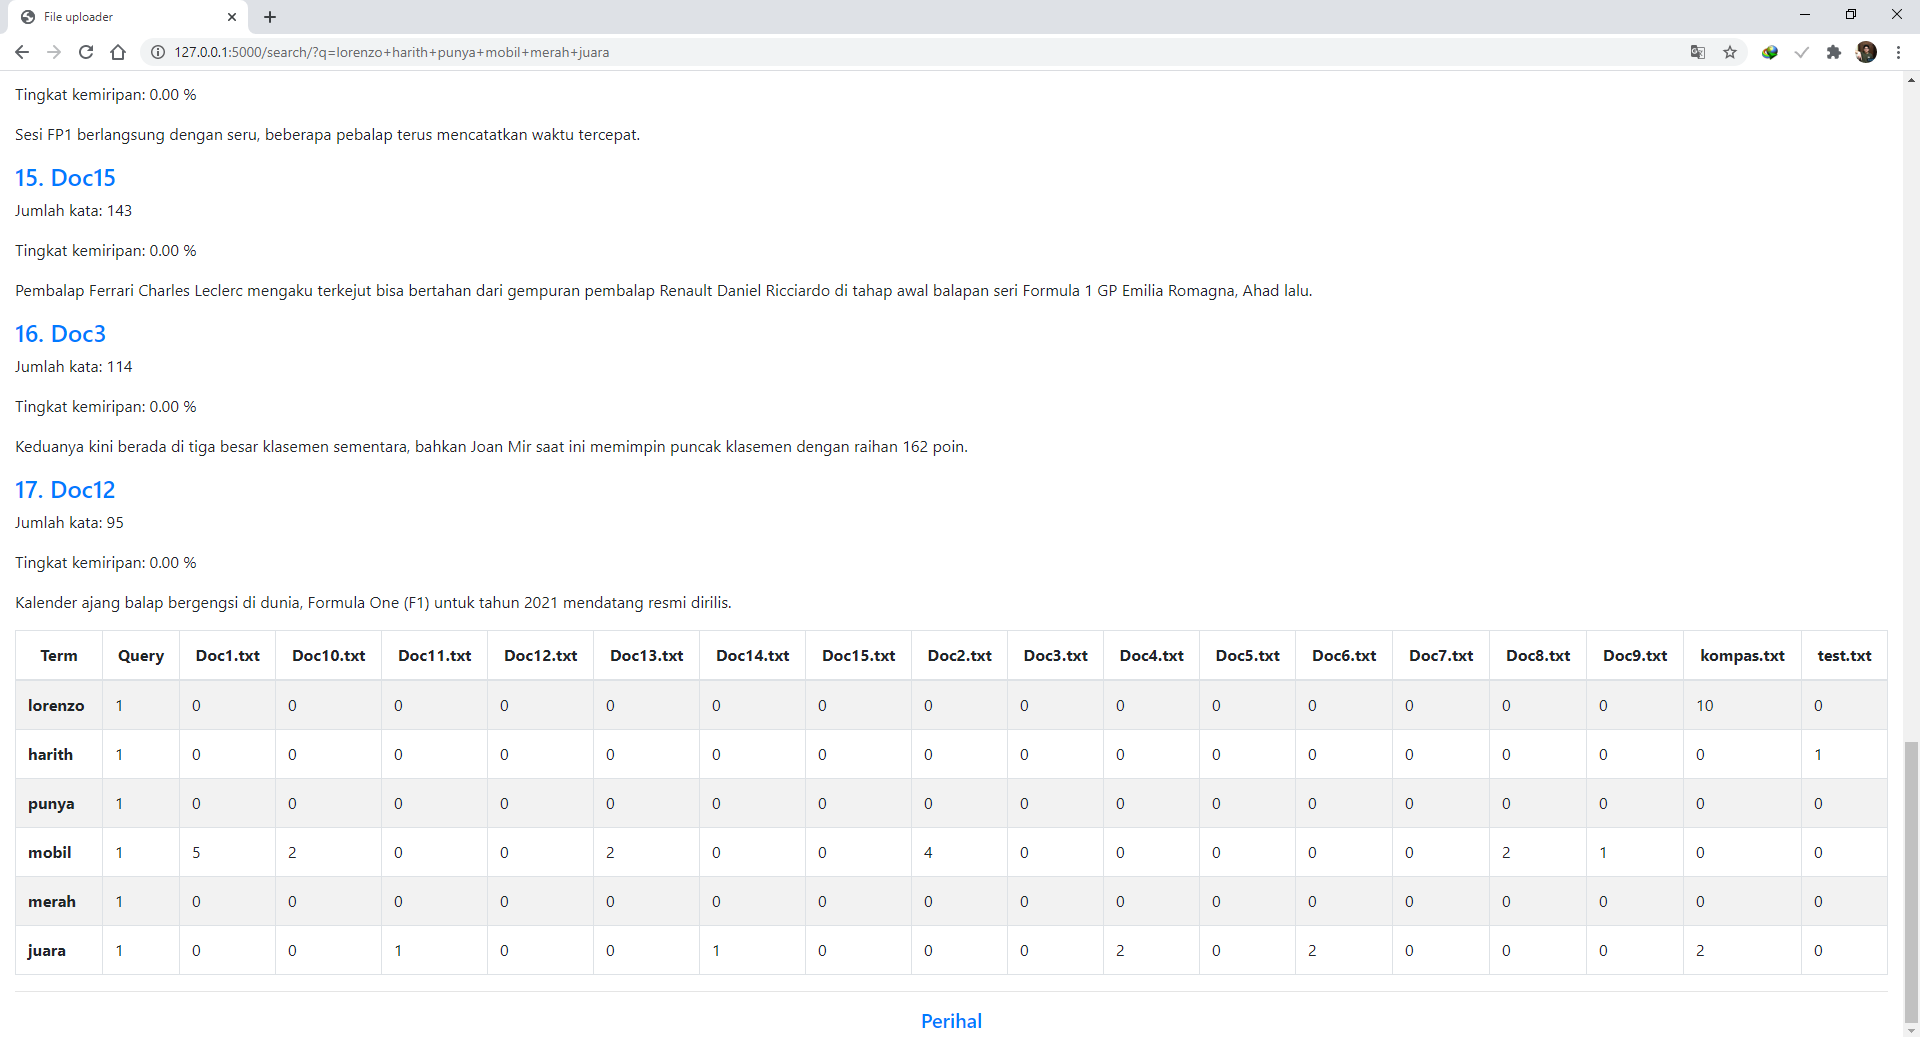 File uploader
127.0.0.1:5000/search/?q=lorenzo+harith+punya+mobil+merah+juara
Tingkat kemiripan: 0.00 %
Sesi FP1 berlangsung dengan seru, beberapa pebalap terus mencatatkan waktu tercepat.
15. Doc15
Jumlah kata: 143
Tingkat kemiripan: 0.00 %
Pembalap Ferrari Charles Leclerc mengaku terkejut bisa bertahan dari gempuran pembalap Renault Daniel Ricciardo di tahap awal balapan seri Formula 1 GP Emilia Romagna, Ahad lalu.
16. Doc3
Jumlah kata: 114
Tingkat kemiripan: 0.00 %
Keduanya kini berada di tiga besar klasemen sementara, bahkan Joan Mir saat ini memimpin puncak klasemen dengan raihan 162 poin.
17. Doc12
Jumlah kata: 95
Tingkat kemiripan: 0.00 %
Kalender ajang balap bergengsi di dunia, Formula One (F1) untuk tahun 2021 mendatang resmi dirilis.
Term Query Doc1.txt Doc10.txt Doc11.txt Doc12.txt Doc13.txt Doc14.txt Doc15.txt Doc2.txt Doc3.txt Doc4.txt Doc5.txt Doc6.txt Doc7.txt Doc8.txt Doc9.txt kompas.txt test.txt
lorenzo 1 0 0 0 0 0 0 0 0 0 0 0 0 0 0 0 10 0
harith 1 0 0 0 0 0 0 0 0 0 0 0 0 0 0 0 0 1
punya 1 0 0 0 0 0 0 0 0 0 0 0 0 0 0 0 0 0
mobil 1 5 2 0 0 2 0 0 4 0 0 0 0 0 2 1 0 0
merah 1 0 0 0 0 0 0 0 0 0 0 0 0 0 0 0 0 0
juara 1 0 0 1 0 0 1 0 0 0 2 0 2 0 0 0 2 0
Perihal